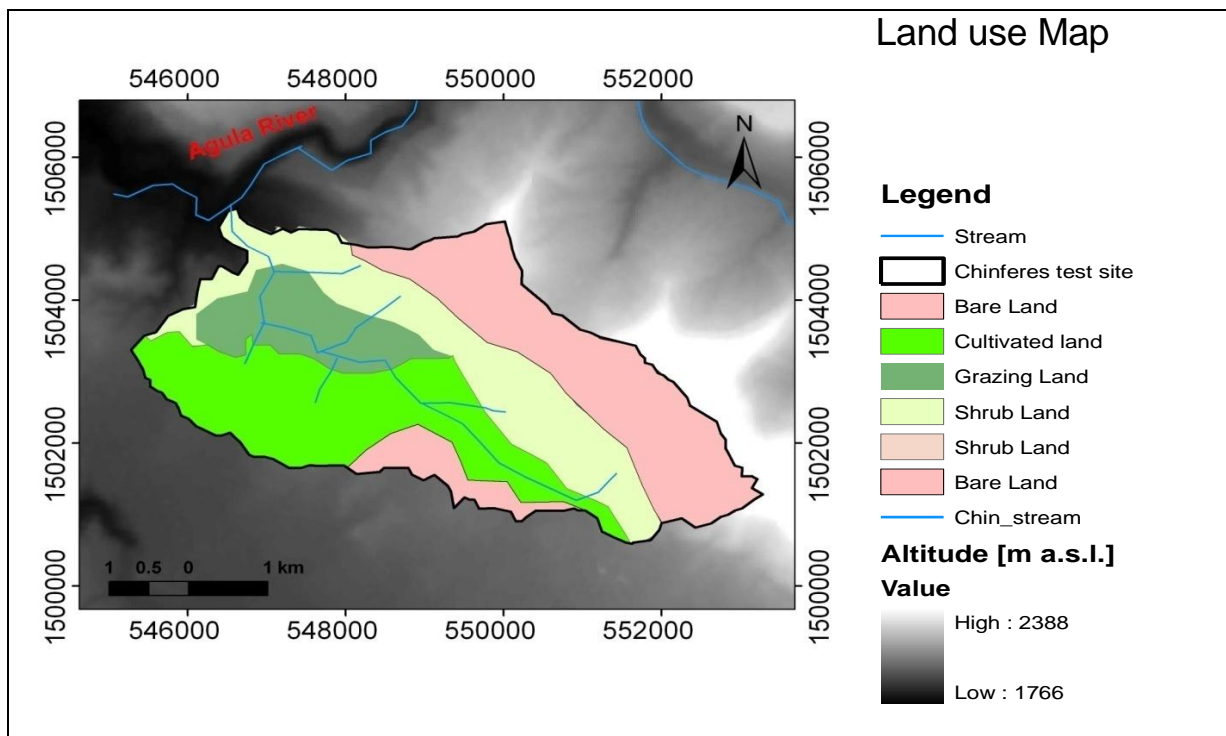 Land use Map
546000 548000 550000 552000
Agula River
N
1506000
1504000
1502000
1500000
1506000
1504000
1502000
1500000
1 0.5 0 1 km
546000 548000 550000 552000
Legend
Stream
Chinferes test site
Bare Land
Cultivated land
Grazing Land
Shrub Land
Shrub Land
Bare Land
Chin_stream
Altitude [m a.s.l.]
Value
High : 2388
Low : 1766